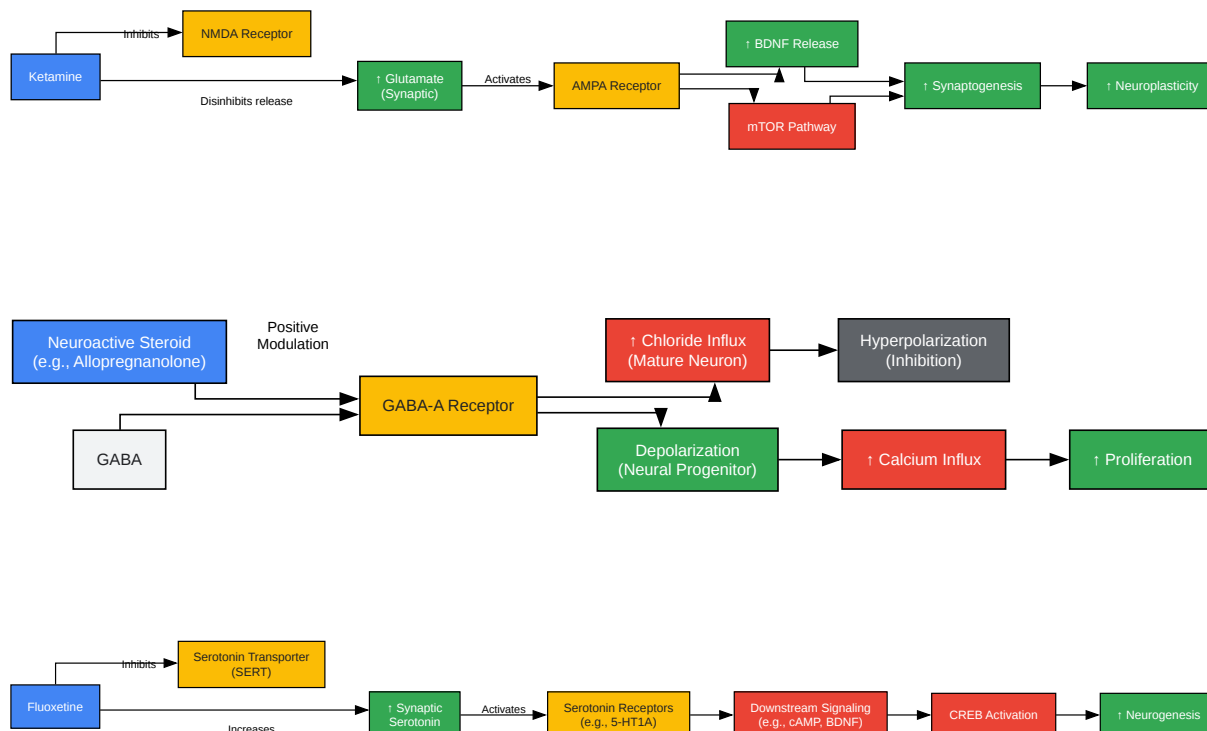 Inhibits
NMDA Receptor
Ketamine
Disinhibits release
↑ Glutamate
(Synaptic)
Activates
AMPA Receptor
↑ BDNF Release
mTOR Pathway
↑ Synaptogenesis
↑ Neuroplasticity
Neuroactive Steroid
(e.g., Allopregnanolone)
Positive
Modulation
GABA
GABA-A Receptor
↑ Chloride Influx
(Mature Neuron)
Hyperpolarization
(Inhibition)
Depolarization
(Neural Progenitor)
↑ Calcium Influx
↑ Proliferation
Inhibits
Serotonin Transporter
(SERT)
Fluoxetine
Increases
↑ Synaptic
Serotonin
Activates
Serotonin Receptors
(e.g., 5-HT1A)
Downstream Signaling
(e.g., cAMP, BDNF)
CREB Activation
↑ Neurogenesis